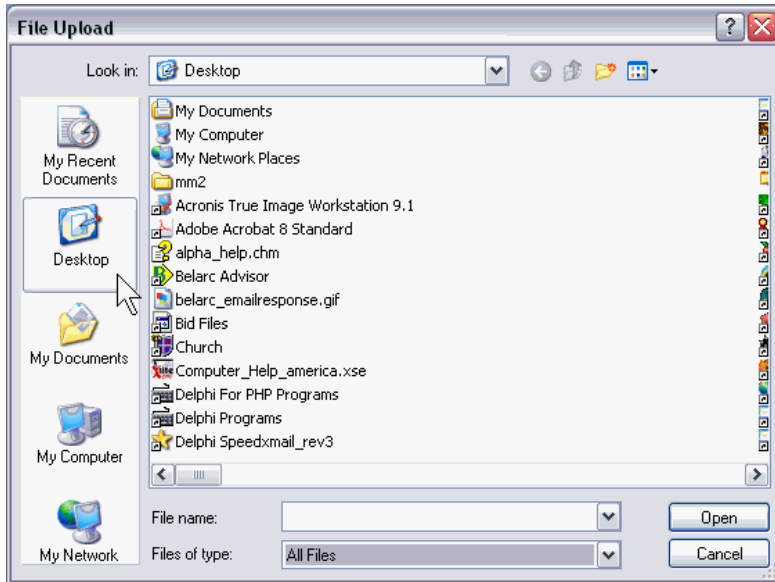 File Upload
Look in: Desktop
My Recent
Documents
Desktop
My Documents
My Computer
My Network
My Documents
My Computer
My Network Places
mm2
Acronis True Image Workstation 9.1
Adobe Acrobat 8 Standard
alpha_help.chm
Belarc Advisor
belarc_emailresponse.gif
Bid Files
Church
Computer_Help_america.xse
Delphi For PHP Programs
Delphi Programs
Delphi Speedxmail_rev3
File name:
Open
Files of type: All Files
Cancel